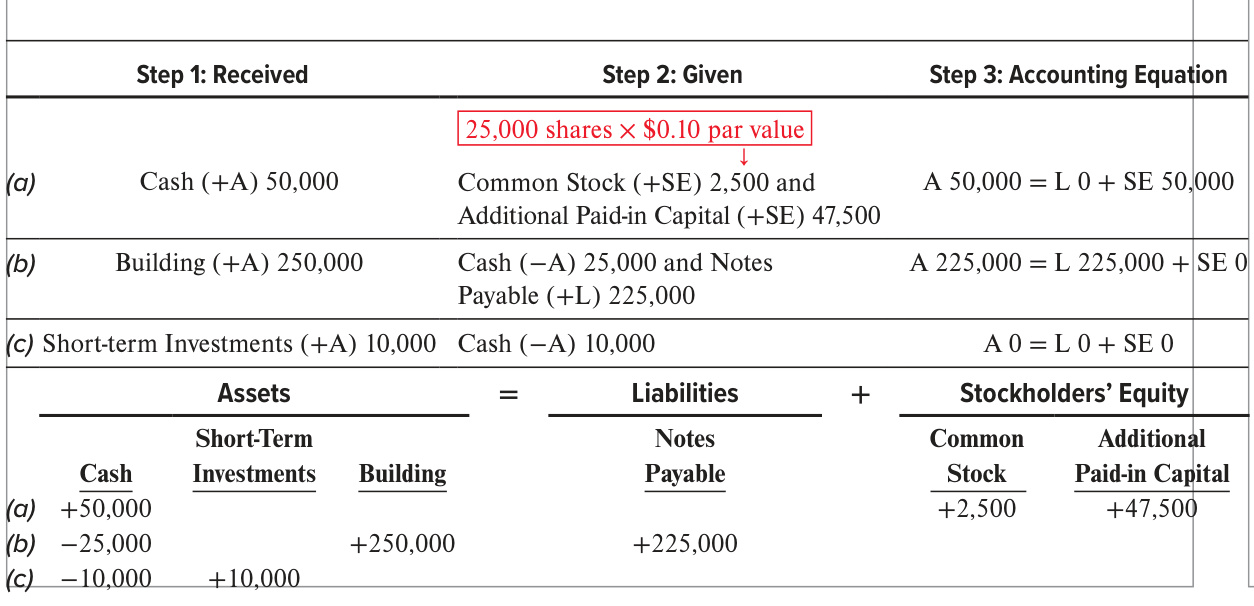 Step 1: Received Step 2: Given Step 3: Accounting Equation
25,000 shares × $0.10 par value
↓
(a) Cash (+A) 50,000 Common Stock (+SE) 2,500 and A 50,000 = L 0 + SE 50,000
Additional Paid-in Capital (+SE) 47,500
(b) Building (+A) 250,000 Cash (−A) 25,000 and Notes A 225,000 = L 225,000 + SE 0
Payable (+L) 225,000
(c) Short-term Investments (+A) 10,000 Cash (−A) 10,000 A 0 = L 0 + SE 0
Assets = Liabilities + Stockholders’ Equity
Short-Term Notes Common Additional
Cash Investments Building Payable Stock Paid-in Capital
(a) +50,000 +2,500 +47,500
(b) −25,000 +250,000 +225,000
(c) −10,000 +10,000